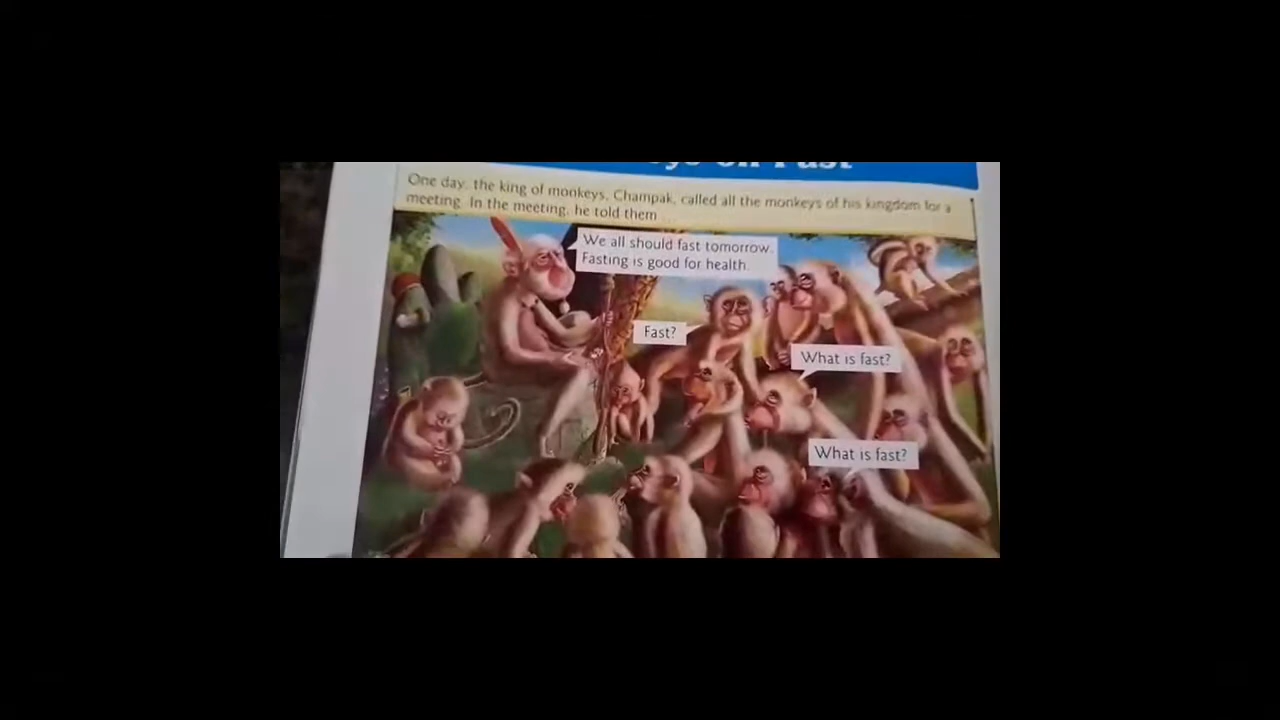 on Fast
One day, the king of monkeys, Champak, called all the monkeys of his kingdom for a
meeting. In the meeting, he told them
We all should fast tomorrow.
Fasting is good for health.
Fast?
What is fast?
What is fast?